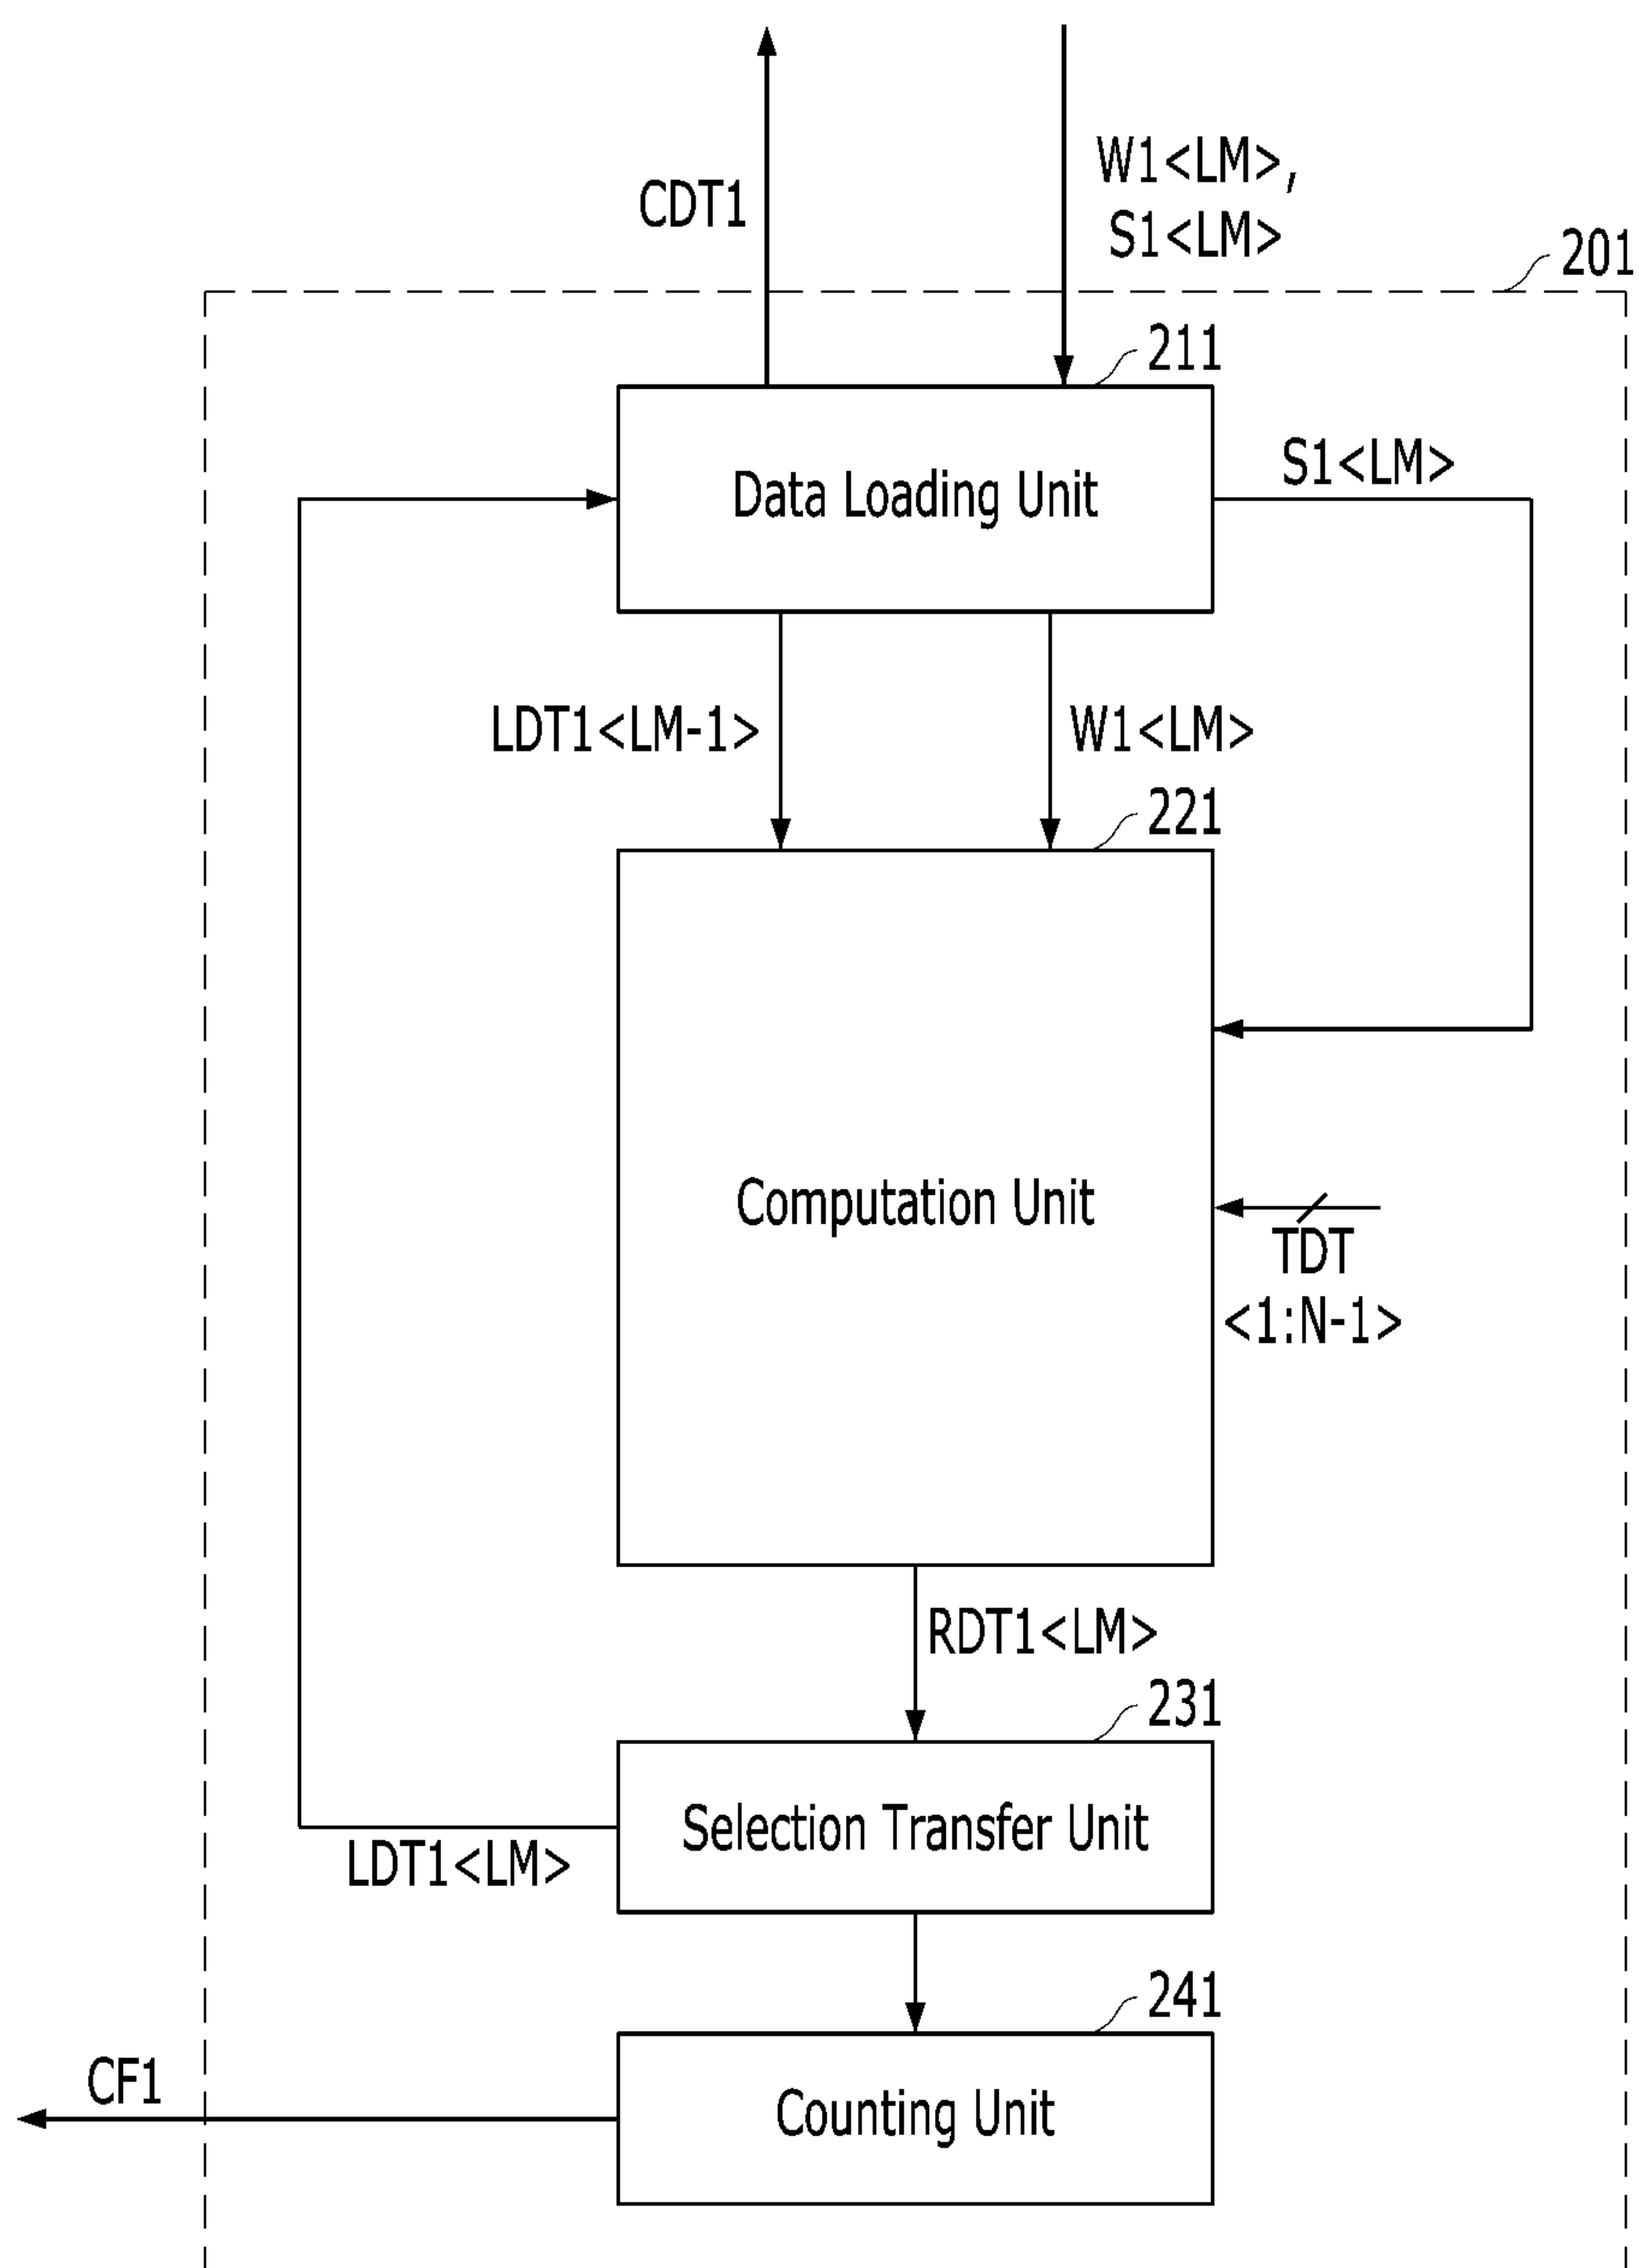 CDT1
W1<LM>,
S1<LM>
201
211
Data Loading Unit
S1<LM>
LDT1<LM-1>
W1<LM>
221
Computation Unit
TDT
<1:N-1>
RDT1<LM>
231
Selection Transfer Unit
LDT1<LM>
241
CF1
Counting Unit